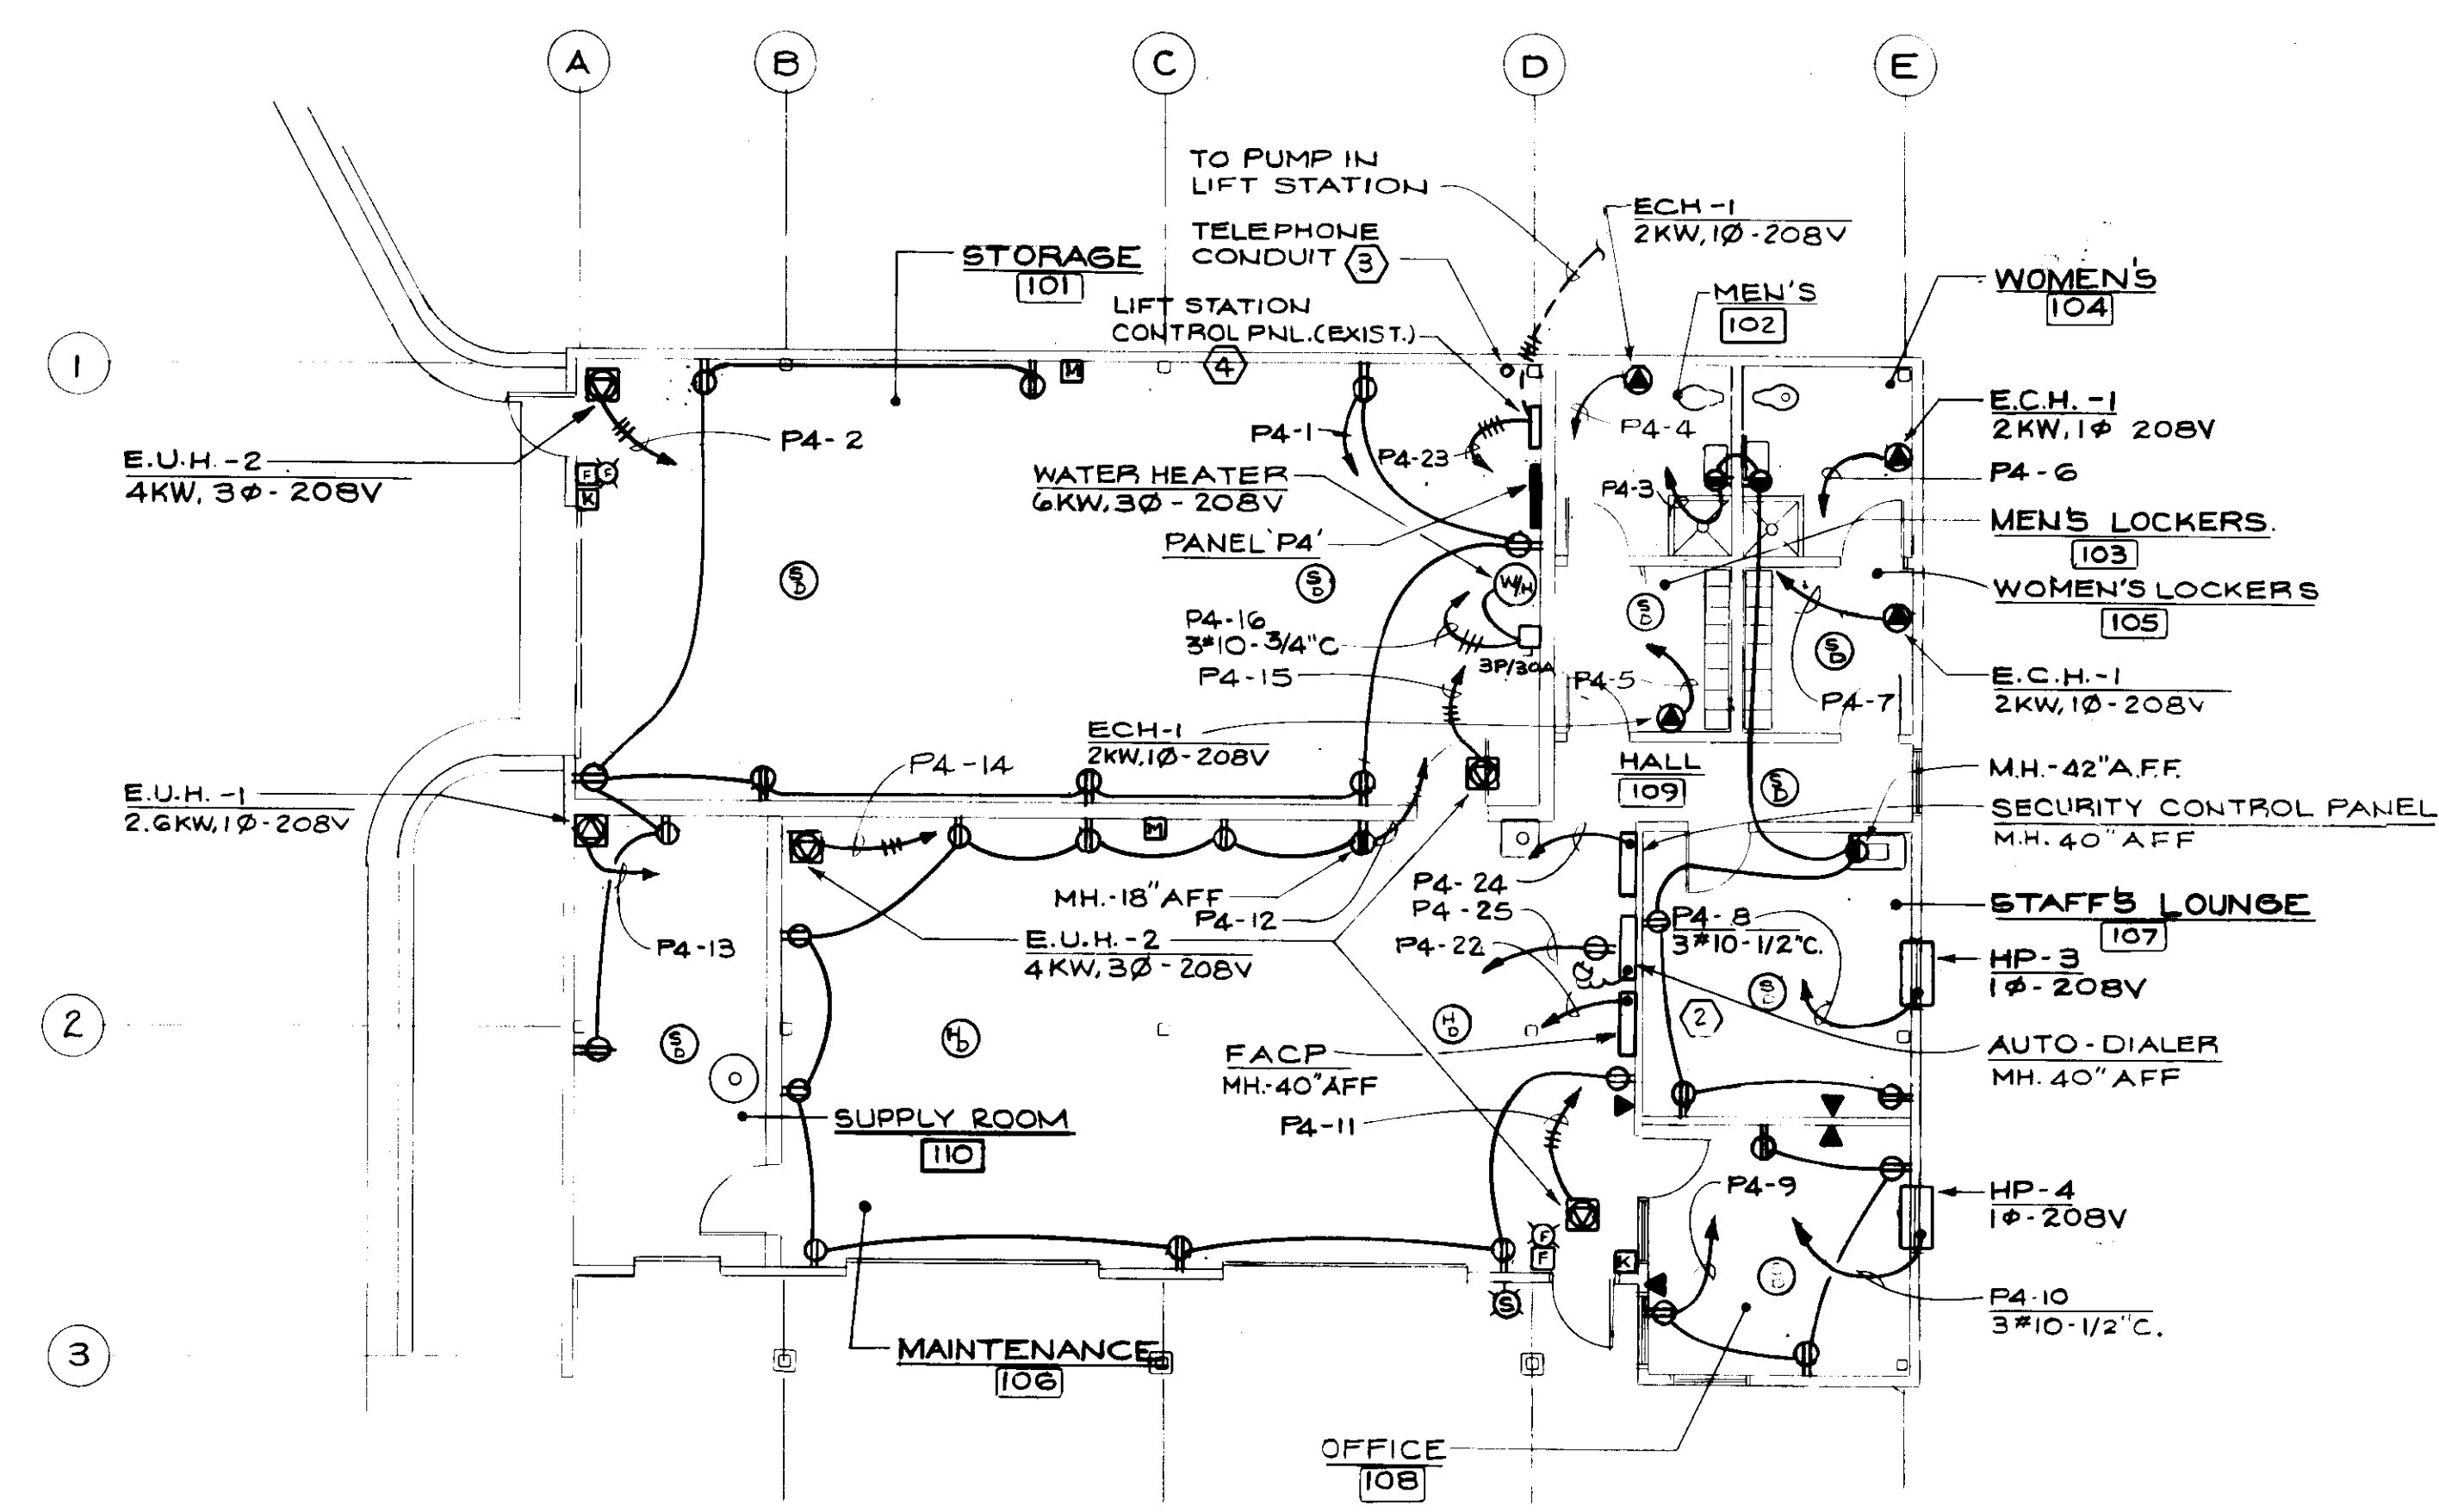 A
B
C
D
E
TO PUMP IN
LIFT STATION
TELEPHONE
CONDUIT 3
ECH-1
2KW,1Ø-208V
STORAGE
101
LIFT STATION
CONTROL PNL.(EXIST.)
4
MEN'S
102
WOMEN'S
104
1
M
E.U.H.-2
4KW, 3Ø-208V
P4-2
F F
K
P4-1
P4-23
P4-4
E.C.H.-1
2KW,1Ø 208V
P4-6
WATER HEATER
6KW,3Ø-208V
P4-3
PANEL 'P4'
MEN'S LOCKERS.
103
WOMEN'S LOCKERS
105
S D
S D
W/H
S D
S D
P4-16
3#10-3/4"C
3P/30A
P4-15
P4-5
P4-7
E.C.H.-1
2KW,1Ø-208V
ECH-1
2KW,1Ø-208V
P4-14
HALL
109
S D
M.H.-42"A.F.F.
E.U.H.-1
2.6KW,1Ø-208V
SECURITY CONTROL PANEL
M.H. 40"AFF
M
MH.-18"AFF
P4-12
P4-24
P4-25
P4-22
P4-8
3#10-1/2"C.
STAFF'S LOUNGE
107
P4-13
E.U.H.-2
4KW,3Ø-208V
HP-3
1Ø-208V
2
S D
H D
H D
2
S D
FACP
MH.-40"AFF
AUTO-DIALER
MH. 40"AFF
SUPPLY ROOM
110
P4-11
P4-9
HP-4
1Ø-208V
F
F
K
S
S D
P4-10
3#10-1/2"C.
3
MAINTENANCE
106
OFFICE
108